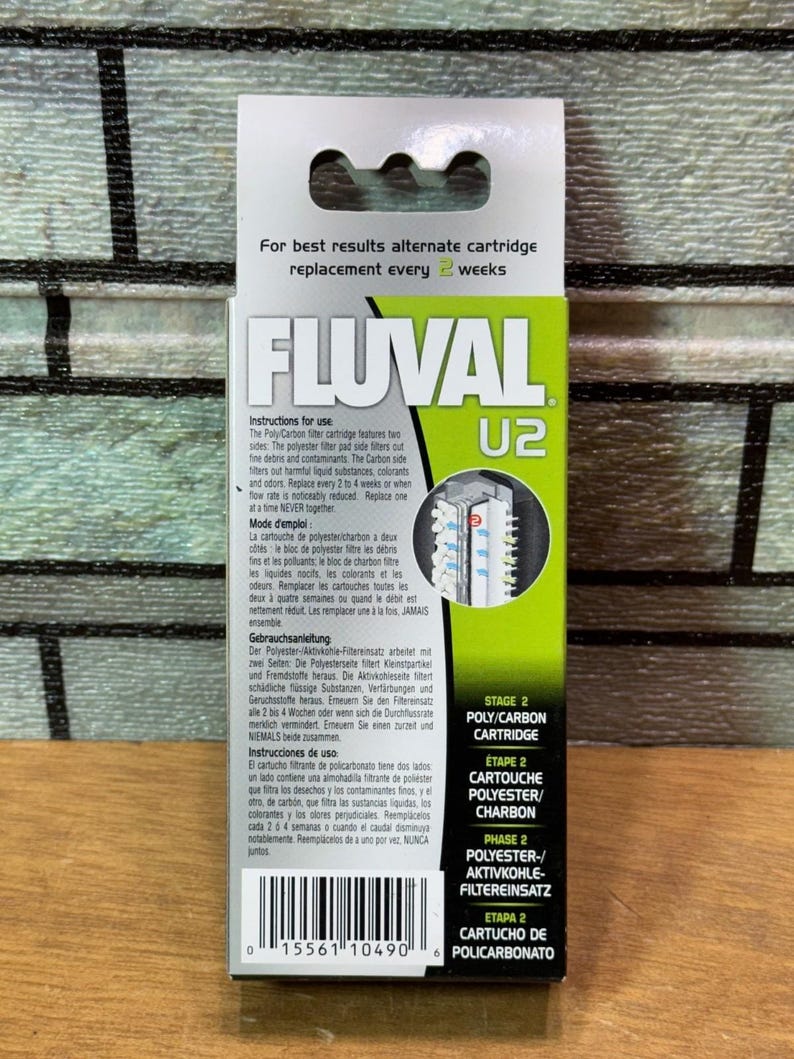 For best results alternate cartridge
replacement every 2 weeks
FLUVAL®
U2
Instructions for use:
The Poly/Carbon filter cartridge features two
sides: The polyester filter pad side filters out
fine debris and contaminants. The Carbon side
filters out harmful liquid substances, colorants
and odors. Replace every 2 to 4 weeks or when
flow rate is noticeably reduced. Replace one
at a time NEVER together.
Mode d'emploi :
La cartouche de polyester/charbon a deux
côtés : le bloc de polyester filtre les débris
fins et les polluants; le bloc de charbon filtre
les liquides nocifs, les colorants et les
odeurs. Remplacer les cartouches toutes les
deux à quatre semaines ou quand le débit est
nettement réduit. Les remplacer une à la fois, JAMAIS
ensemble.
Gebrauchsanleitung:
Der Polyester-/Aktivkohle-Filtereinsatz arbeitet mit
zwei Seiten: Die Polyesterseite filtert Kleinstpartikel
und Fremdstoffe heraus. Die Aktivkohleseite filtert
schädliche flüssige Substanzen, Verfärbungen und
Geruchsstoffe heraus. Erneuern Sie den Filtereinsatz
alle 2 bis 4 Wochen oder wenn sich die Durchflussrate
merklich vermindert. Erneuern Sie einen zurzeit und
NIEMALS beide zusammen.
Instrucciones de uso:
El cartucho filtrante de policarbonato tiene dos lados:
un lado contiene una almohadilla filtrante de poliéster
que filtra los desechos y los contaminantes finos, y el
otro, de carbón, que filtra las sustancias líquidas, los
colorantes y los olores perjudiciales. Reemplácelos
cada 2 ó 4 semanas o cuando el caudal disminuya
notablemente. Reemplácelos de a uno por vez, NUNCA
juntos.
2
STAGE 2
POLY/CARBON
CARTRIDGE
ÉTAPE 2
CARTOUCHE
POLYESTER/
CHARBON
PHASE 2
POLYESTER-/
AKTIVKOHLE-
FILTEREINSATZ
ETAPA 2
CARTUCHO DE
POLICARBONATO
0 15561 10490 6